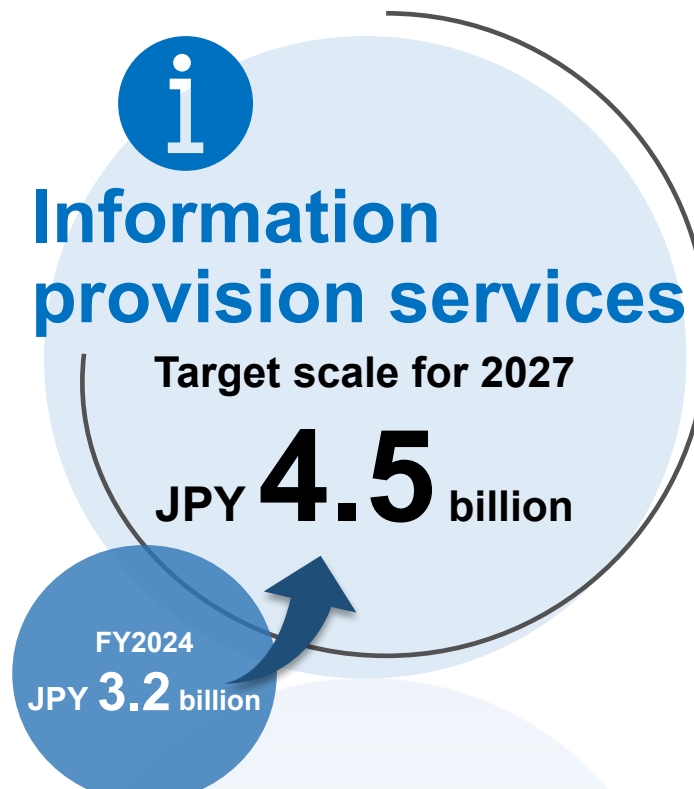 i
Information
provision services
Target scale for 2027
JPY 4.5 billion
FY2024
JPY 3.2 billion